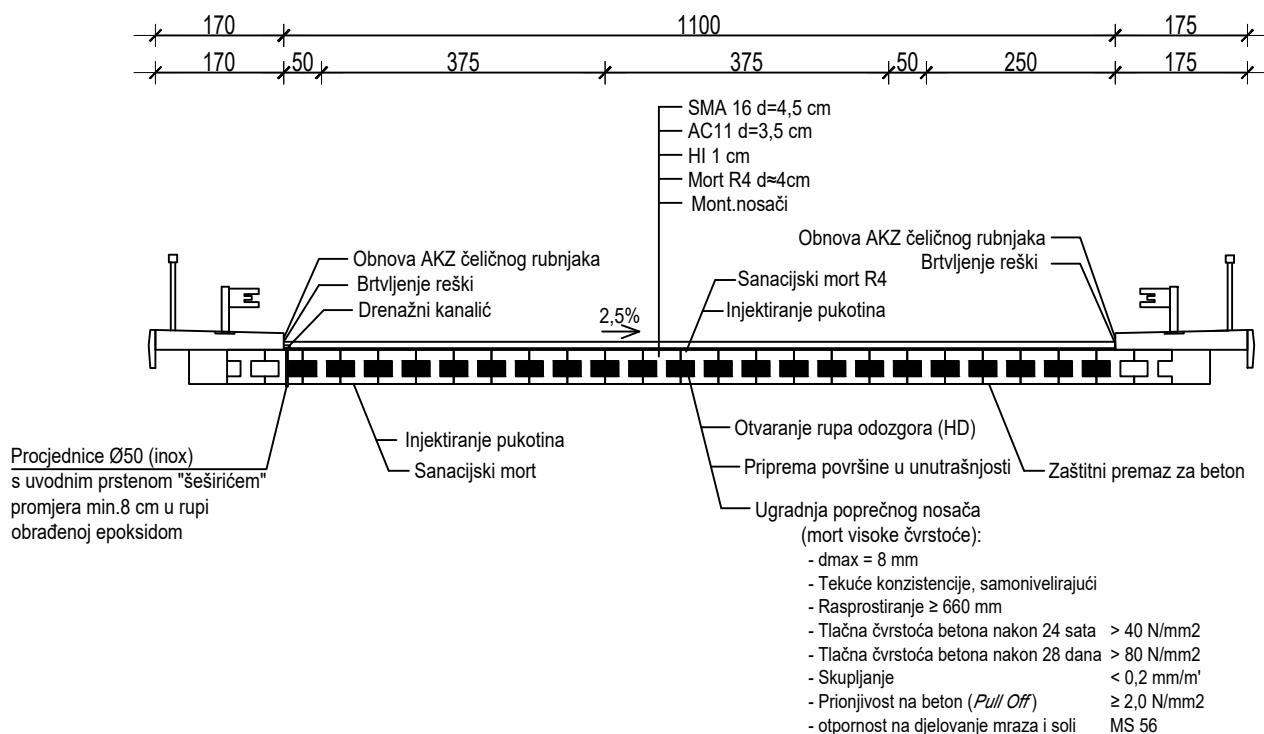 170 1100 175
170 50 375 375 50 250 175
SMA 16 d=4,5 cm
AC11 d=3,5 cm
HI 1 cm
Mort R4 d≈4cm
Mont.nosači
Obnova AKZ čeličnog rubnjaka
Brtvljenje reški
Drenažni kanalić
2,5%
Sanacijski mort R4
Injektiranje pukotina
Obnova AKZ čeličnog rubnjaka
Brtvljenje reški
Procjednice Ø50 (inox)
s uvodnim prstenom "šeširićem"
promjera min.8 cm u rupi
obrađenoj epoksidom
Injektiranje pukotina
Sanacijski mort
Otvaranje rupa odozgora (HD)
Priprema površine u unutrašnjosti
Ugradnja poprečnog nosača
(mort visoke čvrstoće):
- dmax = 8 mm
- Tekuće konzistencije, samonivelirajući
- Rasprostiranje ≥ 660 mm
- Tlačna čvrstoća betona nakon 24 sata > 40 N/mm2
- Tlačna čvrstoća betona nakon 28 dana > 80 N/mm2
- Skupljanje < 0,2 mm/m'
- Prionjivost na beton (Pull Off) ≥ 2,0 N/mm2
- otpornost na djelovanje mraza i soli MS 56
Zaštitni premaz za beton